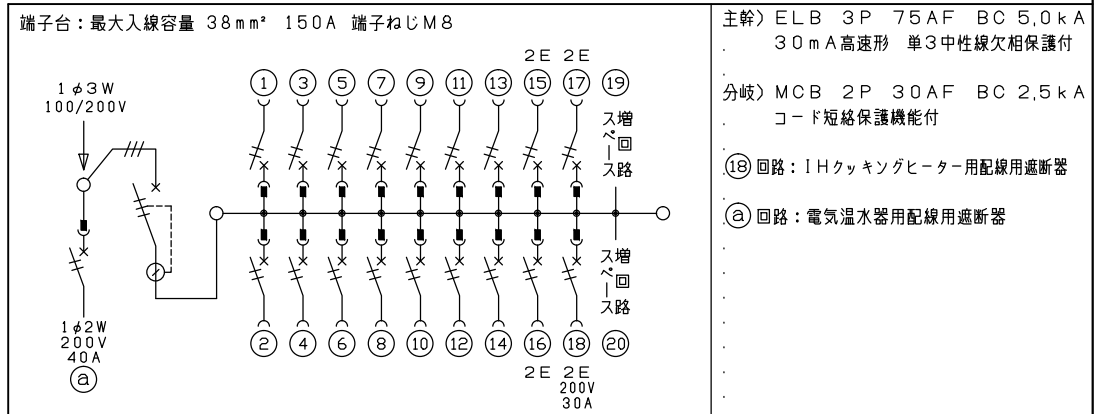 端子台：最大入線容量 38mm² 150A 端子ねじM8
2E 2E
① ③ ⑤ ⑦ ⑨ ⑪ ⑬ ⑮ ⑰ ⑲
1φ3W
100/200V
増回路
スペース
増回路
スペース
1φ2W
200V
40A
ⓐ
② ④ ⑥ ⑧ ⑩ ⑫ ⑭ ⑯ ⑱ ⑳
2E 2E
200V
30A
主幹）ELB 3P 75AF BC 5,0kA
30mA高速形 単3中性線欠相保護付
分岐）MCB 2P 30AF BC 2,5kA
コード短絡保護機能付
⑱回路：IHクッキングヒーター用配線用遮断器
ⓐ回路：電気温水器用配線用遮断器